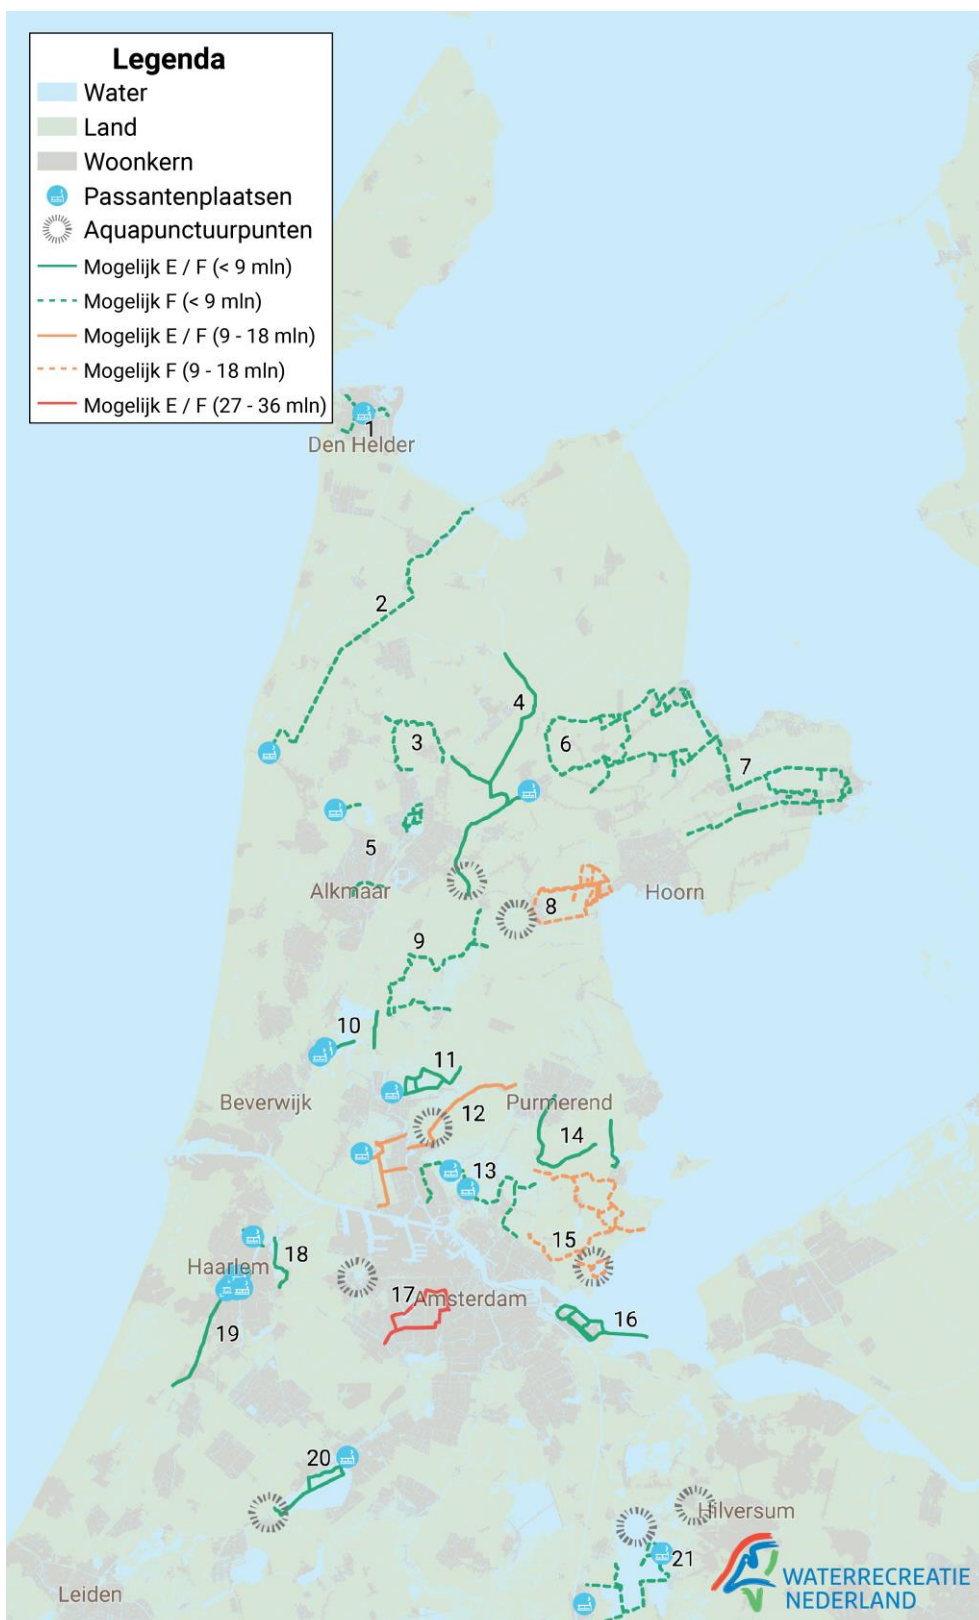 Legenda
Water
Land
Woonkern
Passantenplaatsen
Aquapunctuurpunten
Mogelijk E / F (< 9 mln)
Mogelijk F (< 9 mln)
Mogelijk E / F (9 - 18 mln)
Mogelijk F (9 - 18 mln)
Mogelijk E / F (27 - 36 mln)
1
Den Helder
2
4
3
6
7
5
Alkmaar
Hoorn
8
9
10
11
Beverwijk
Purmerend
12
14
13
15
18
Haarlem
17
Amsterdam
16
19
20
Hilversum
21
Leiden
WATERRECREATIE
NEDERLAND